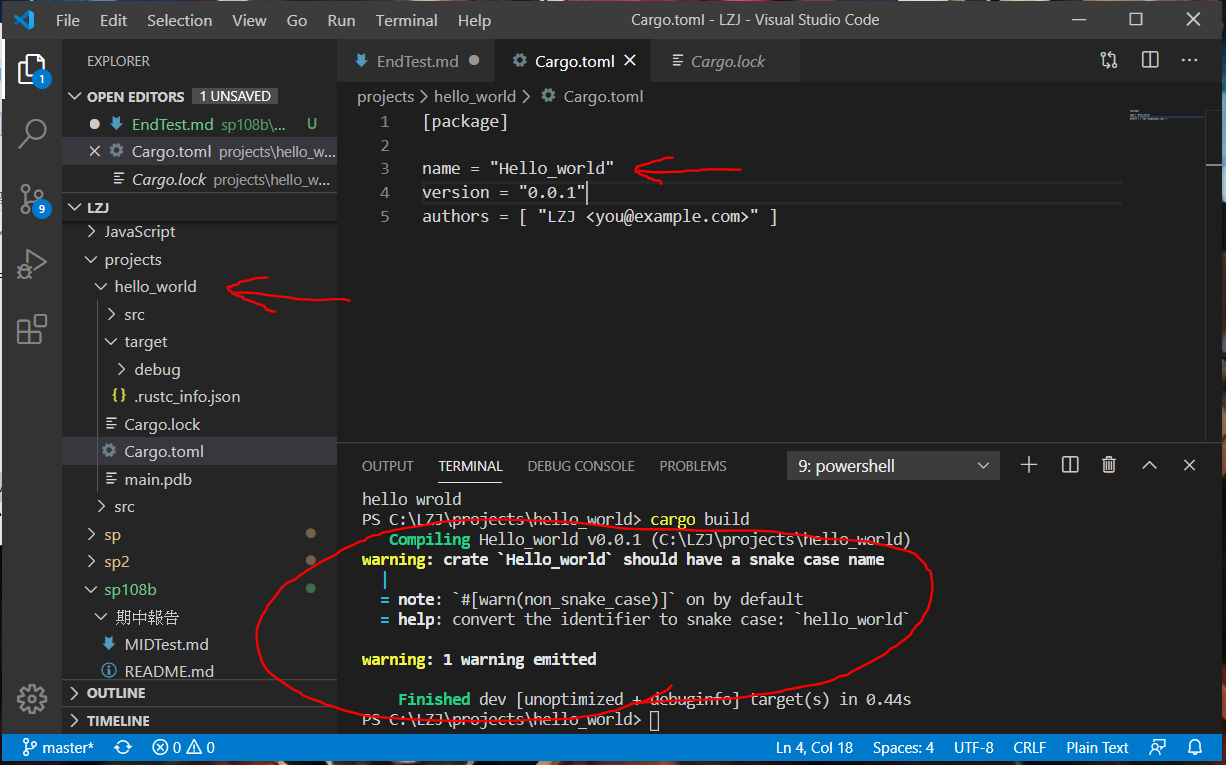 File Edit Selection View Go Run Terminal Help Cargo.toml - LZJ - Visual Studio Code
EXPLORER
1
9
OPEN EDITORS 1 UNSAVED
EndTest.md sp108b\... U
Cargo.toml projects\hello_w...
Cargo.lock projects\hello_w...
LZJ
JavaScript
projects
hello_world
src
target
debug
.rustc_info.json
Cargo.lock
Cargo.toml
main.pdb
src
sp
sp2
sp108b
期中報告
MIDTest.md
README.md
OUTLINE
TIMELINE
EndTest.md Cargo.toml Cargo.lock
projects > hello_world > Cargo.toml
1 [package]
2
3 name = "Hello_world"
4 version = "0.0.1"
5 authors = [ "LZJ <you@example.com>" ]
OUTPUT TERMINAL DEBUG CONSOLE PROBLEMS 9: powershell
hello wrold
PS C:\LZJ\projects\hello_world> cargo build
Compiling Hello_world v0.0.1 (C:\LZJ\projects\hello_world)
warning: crate `Hello_world` should have a snake case name
|
= note: `#[warn(non_snake_case)]` on by default
= help: convert the identifier to snake case: `hello_world`
warning: 1 warning emitted
Finished dev [unoptimized + debuginfo] target(s) in 0.44s
PS C:\LZJ\projects\hello_world>
master* 0 0 Ln 4, Col 18 Spaces: 4 UTF-8 CRLF Plain Text